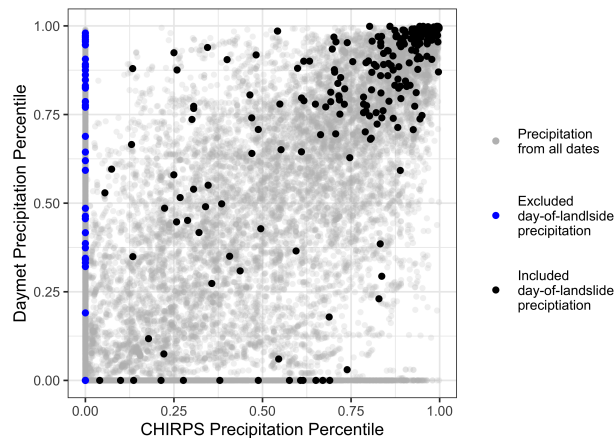 1.00
0.75
0.50
0.25
0.00
Daymet Precipitation Percentile
0.00 0.25 0.50 0.75 1.00
CHIRPS Precipitation Percentile
Precipitation
from all dates
Excluded
day-of-landslide
precipitation
Included
day-of-landslide
preciptiation